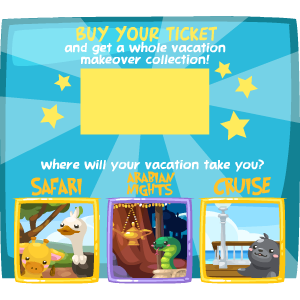 BUY YOUR TICKET
and get a whole vacation
makeover collection!
Where will your vacation take you?
SAFARI
ARABIAN
NIGHTS
CRUISE